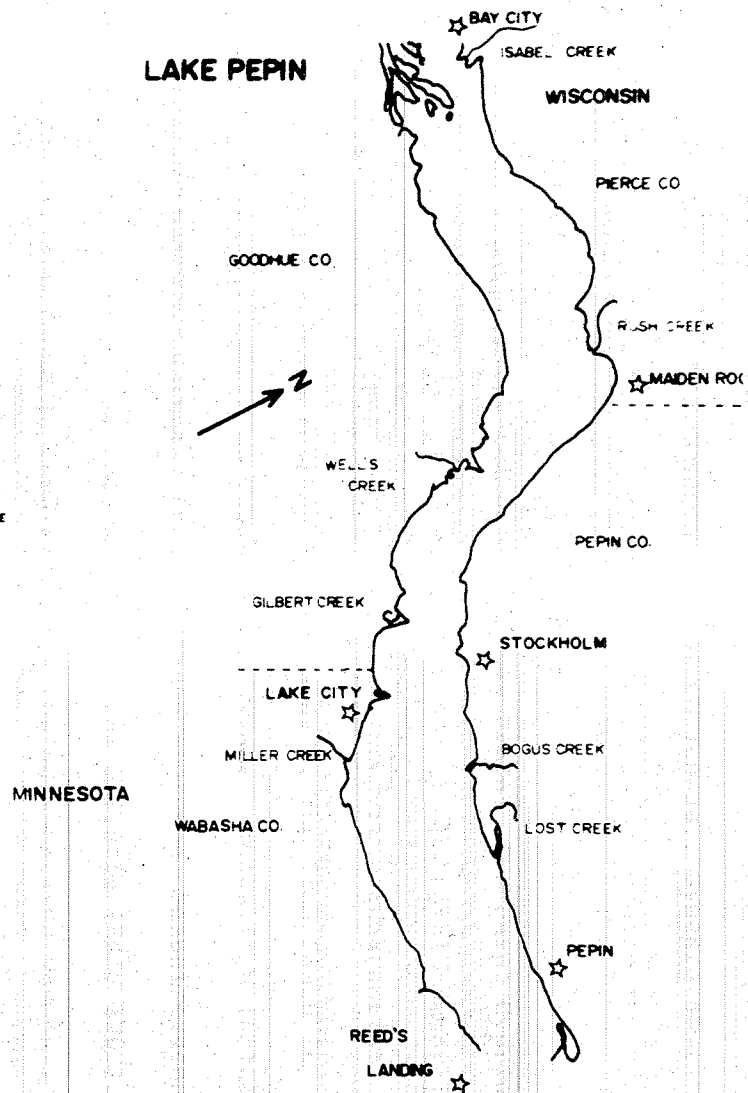 BAY CITY
ISABEL CREEK
LAKE PEPIN
WISCONSIN
PIERCE CO
GOODHUE CO.
RUSH CREEK
N
MAIDEN ROC
WELLS
CREEK
E
PEPIN CO.
GILBERT CREEK
STOCKHOLM
LAKE CITY
BOGUS CREEK
MILLER CREEK
MINNESOTA
WABASHA CO.
LOST CREEK
PEPIN
REED'S
LANDING